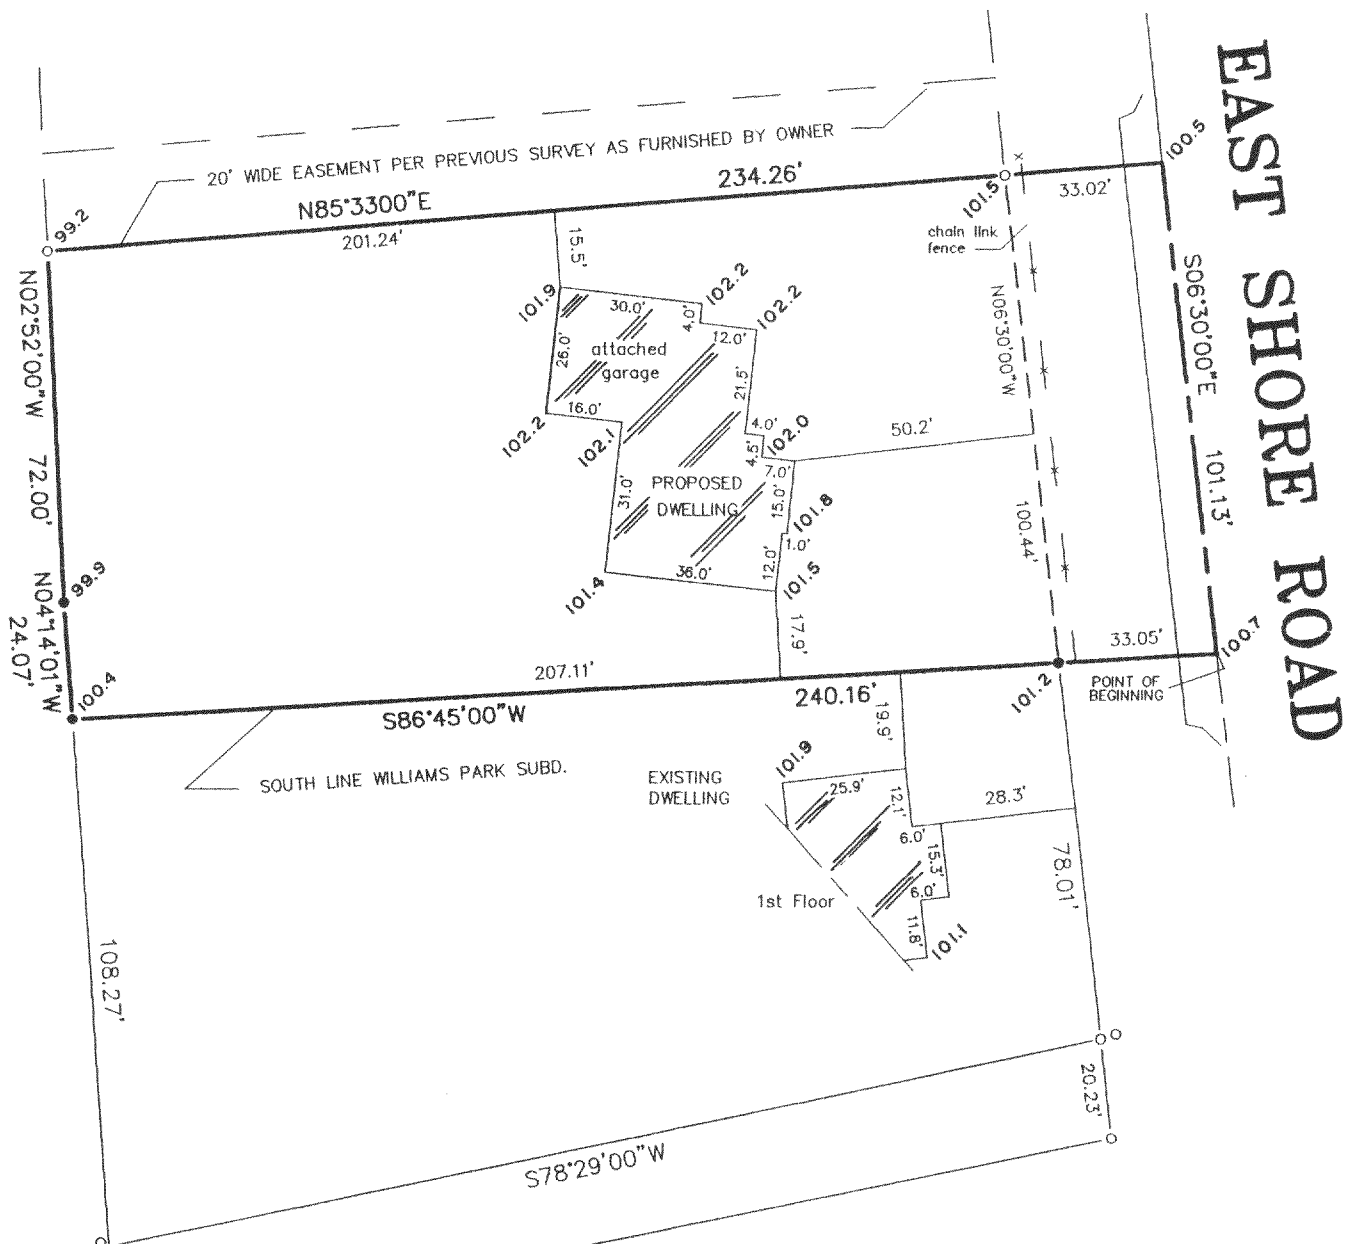 EAST SHORE ROAD
20' WIDE EASEMENT PER PREVIOUS SURVEY AS FURNISHED BY OWNER
100.5
99.2
N85°3300"E
234.26'
101.5
33.02'
201.24'
chain link
fence
15.5'
101.9
30.0'
4.0'
102.2
102.2
12.0'
26.0'
attached
garage
21.5'
16.0'
102.2
102.1
4.0'
4.5'
102.0
50.2'
7.0'
N06°30'00"W
S06°30'00"E
101.13'
N02°52'00"W
72.00'
31.0'
PROPOSED
DWELLING
15.0'
101.8
1.0'
12.0'
36.0'
101.4
101.5
100.44'
17.9'
99.9
N04°14'01"W
24.07'
100.4
207.11'
S86°45'00"W
240.16'
101.2
33.05'
100.7
POINT OF
BEGINNING
SOUTH LINE WILLIAMS PARK SUBD.
EXISTING
DWELLING
101.9
19.9'
25.9'
12.1'
28.3'
6.0'
15.3'
6.0'
1st Floor
11.8'
101.1
78.01'
108.27'
20.23'
S78°29'00"W